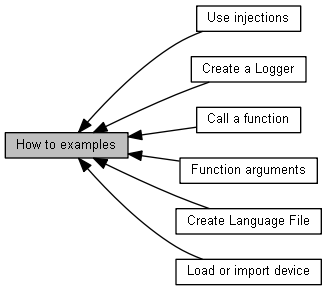 Use injections
Create a Logger
Call a function
How to examples
Function arguments
Create Language File
Load or import device